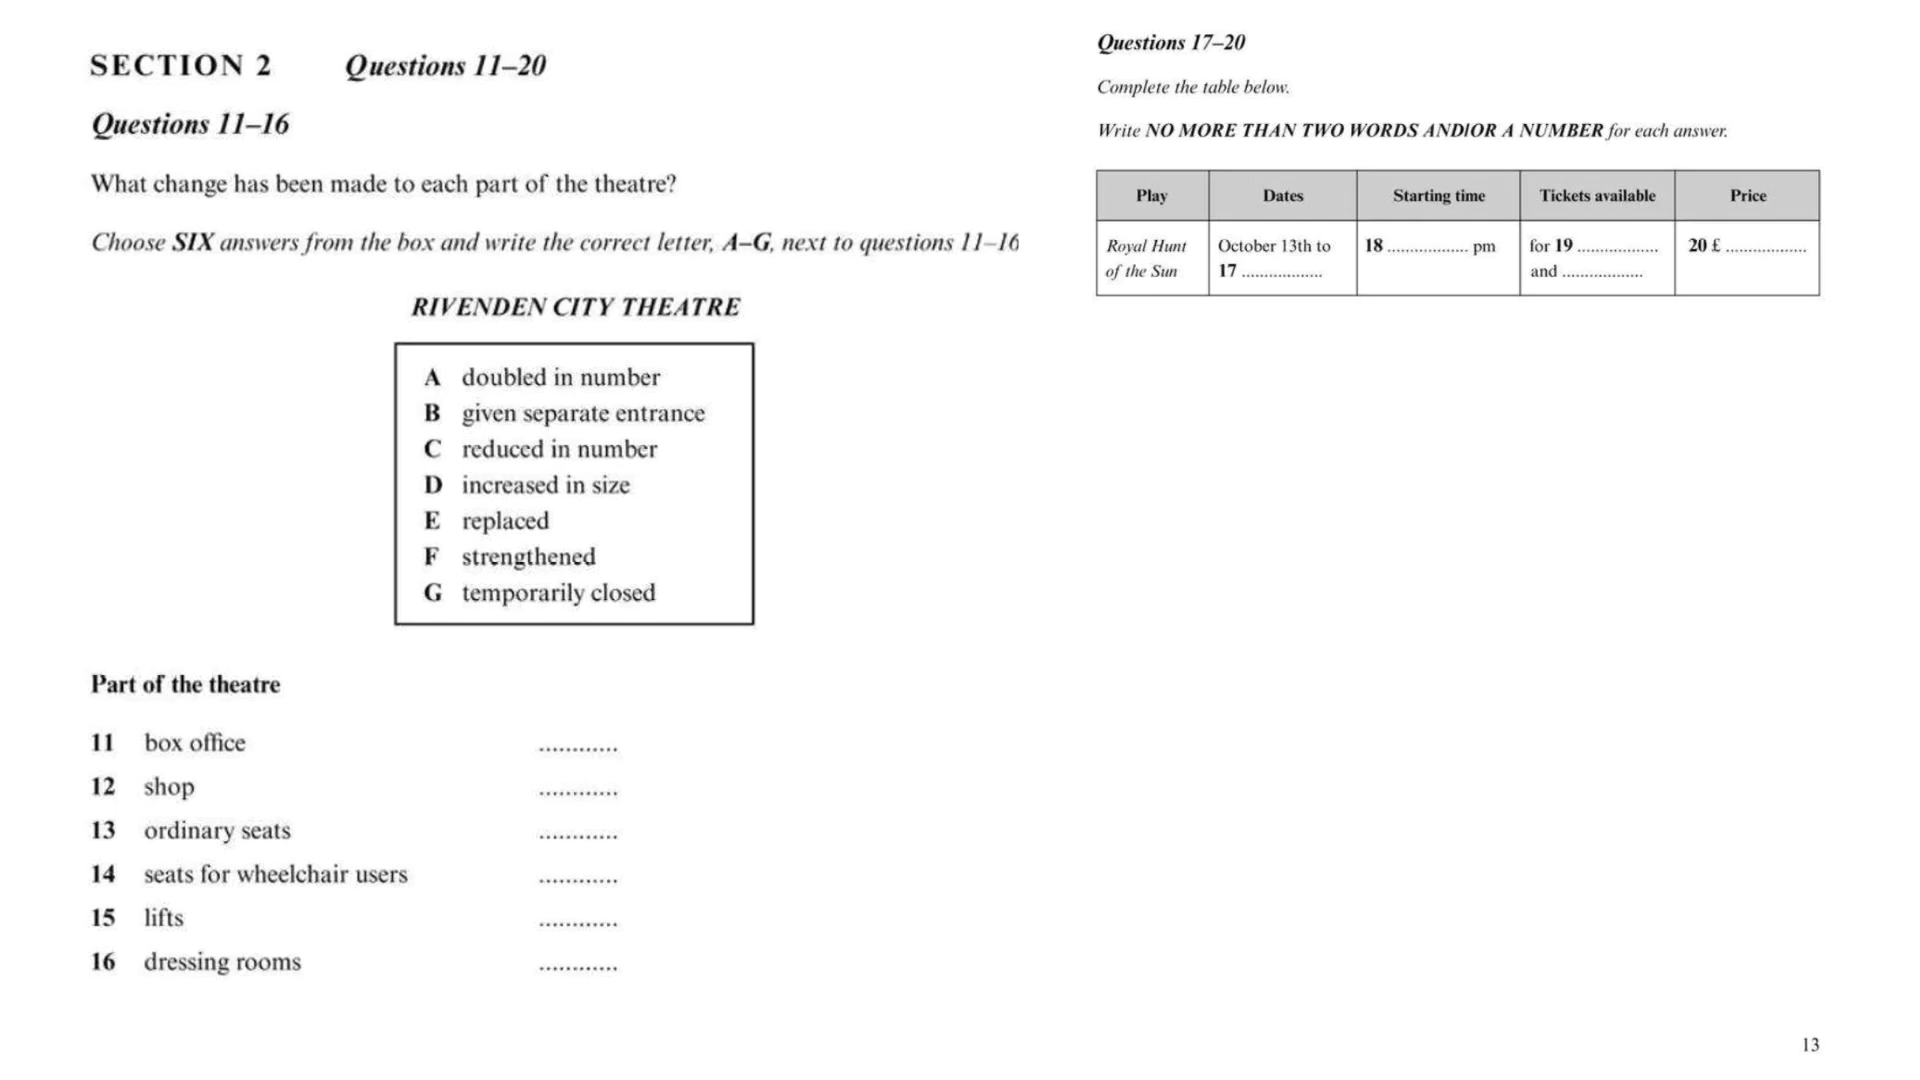 SECTION 2 Questions 11–20
Questions 11–16
What change has been made to each part of the theatre?
Choose SIX answers from the box and write the correct letter, A–G, next to questions 11–16
RIVENDEN CITY THEATRE
A doubled in number
B given separate entrance
C reduced in number
D increased in size
E replaced
F strengthened
G temporarily closed
Part of the theatre
11 box office ............
12 shop ............
13 ordinary seats ............
14 seats for wheelchair users ............
15 lifts ............
16 dressing rooms ............
Questions 17–20
Complete the table below.
Write NO MORE THAN TWO WORDS AND/OR A NUMBER for each answer.
Play Dates Starting time Tickets available Price
Royal Hunt October 13th to 18 ................. pm for 19 ................. 20 £ .................
of the Sun 17 ................. and .................
13